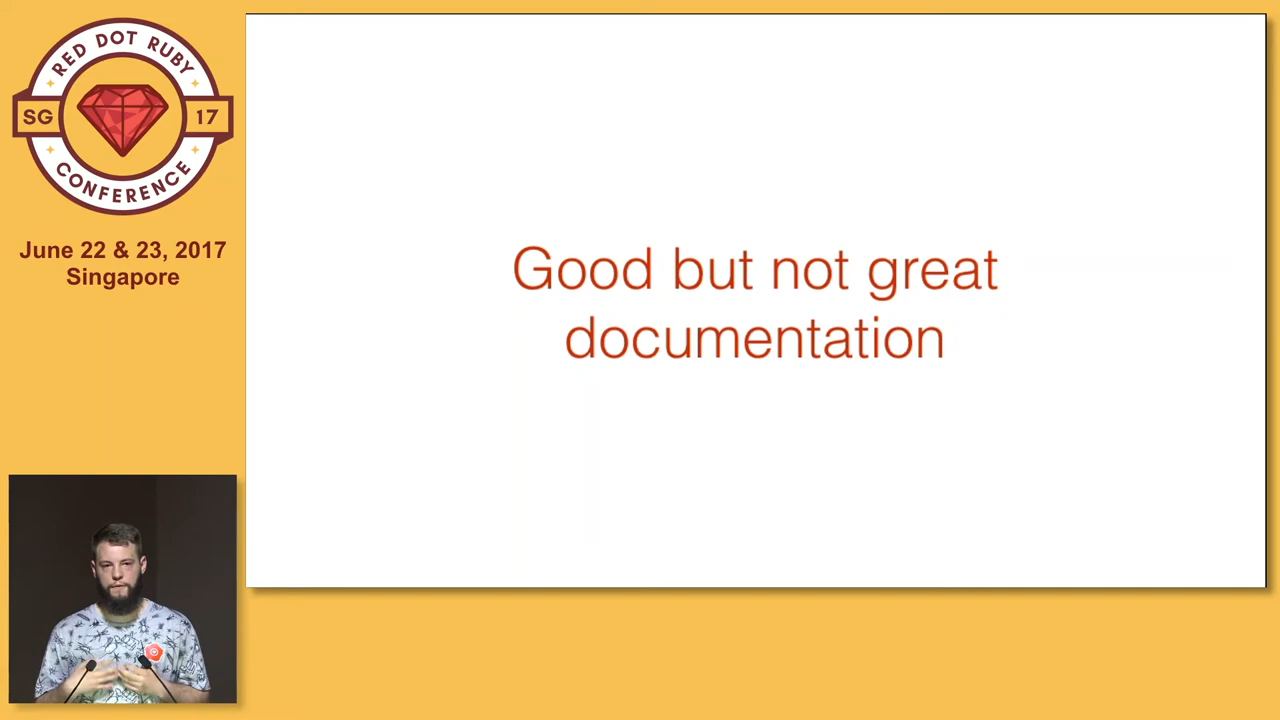 RED DOT RUBY
SG 17
CONFERENCE
June 22 & 23, 2017
Singapore
Good but not great
documentation